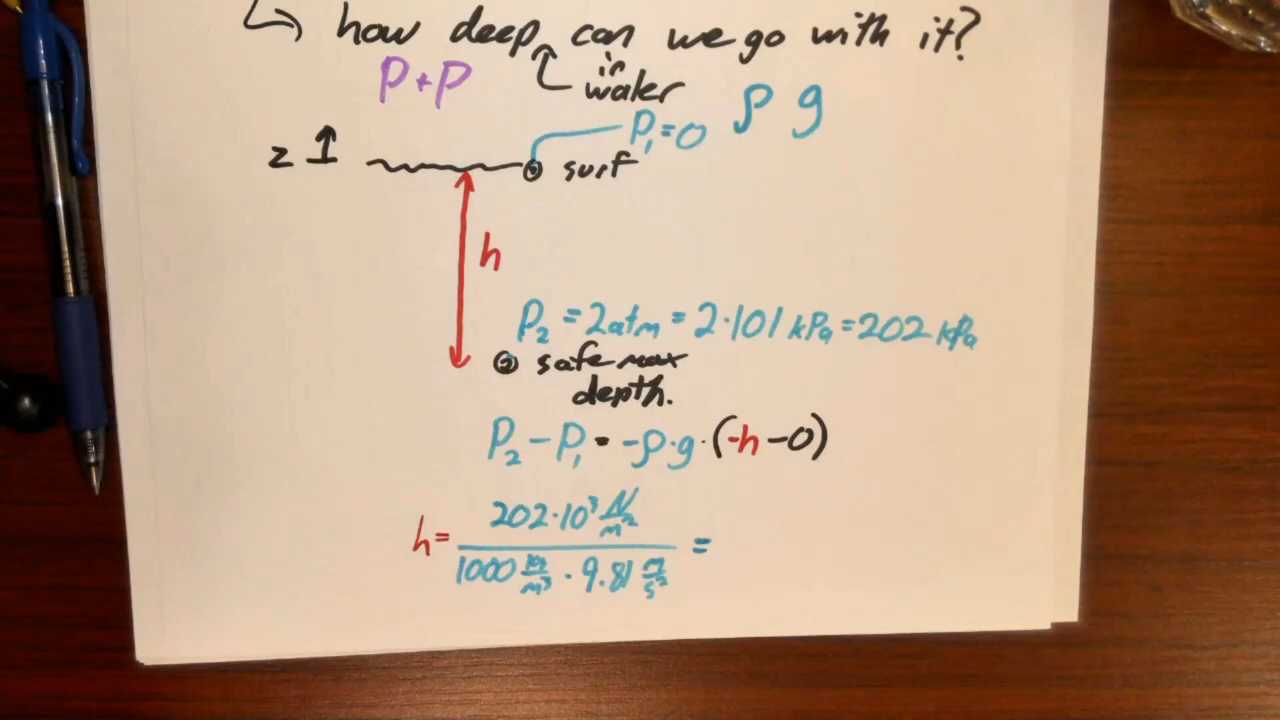 how deep can we go with it?
P + P
in
water
ρ g
P₁ = 0
z
surf
h
P₂ = 2atm = 2·101 kPa = 202 kPa
② safe max
depth.
P₂ - P₁ = -ρ·g·(-h - 0)
h = 202·10³ N/m² / 1000 kg/m³ · 9.81 m/s² =